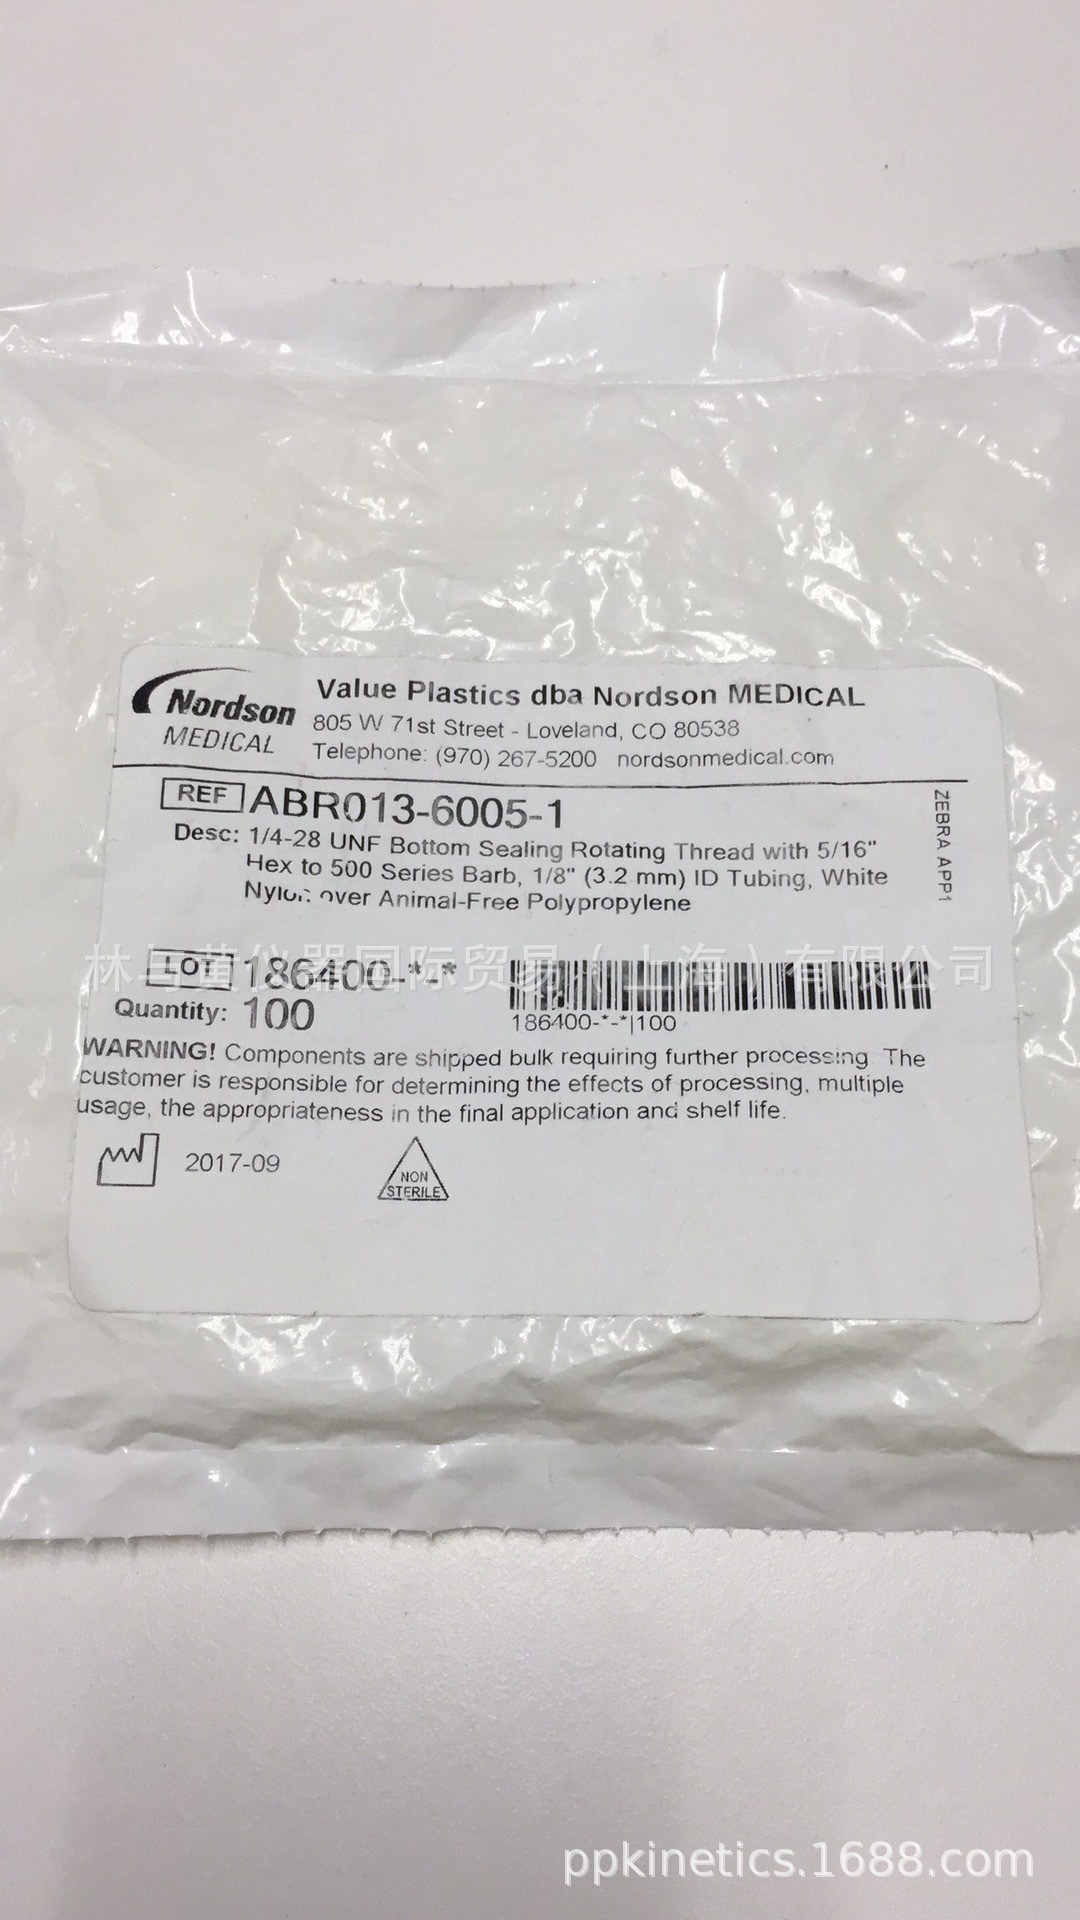 Nordson
MEDICAL
Value Plastics dba Nordson MEDICAL
805 W 71st Street - Loveland, CO 80538
Telephone: (970) 267-5200 nordsonmedical.com
REF ABR013-6005-1
Desc: 1/4-28 UNF Bottom Sealing Rotating Thread with 5/16"
Hex to 500 Series Barb, 1/8" (3.2 mm) ID Tubing, White
Nylon over Animal-Free Polypropylene
ZEBRA APP1
林与苗仪器国际贸易（上海）有限公司
LOT 186400-*-*
Quantity: 100
186400-*-*|100
WARNING! Components are shipped bulk requiring further processing. The
customer is responsible for determining the effects of processing, multiple
usage, the appropriateness in the final application and shelf life.
2017-09
NON
STERILE
ppkinetics.1688.com